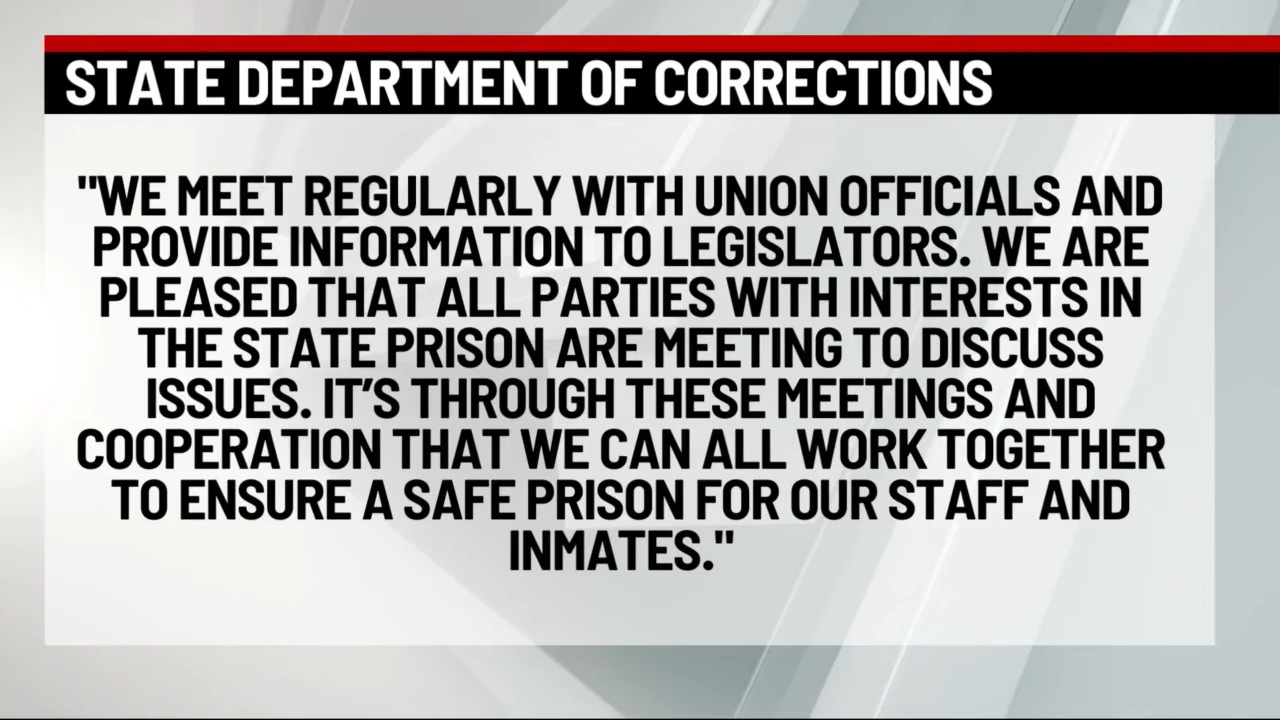 STATE DEPARTMENT OF CORRECTIONS
"WE MEET REGULARLY WITH UNION OFFICIALS AND
PROVIDE INFORMATION TO LEGISLATORS. WE ARE
PLEASED THAT ALL PARTIES WITH INTERESTS IN
THE STATE PRISON ARE MEETING TO DISCUSS
ISSUES. IT’S THROUGH THESE MEETINGS AND
COOPERATION THAT WE CAN ALL WORK TOGETHER
TO ENSURE A SAFE PRISON FOR OUR STAFF AND
INMATES."